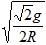 √(√2g / 2R)